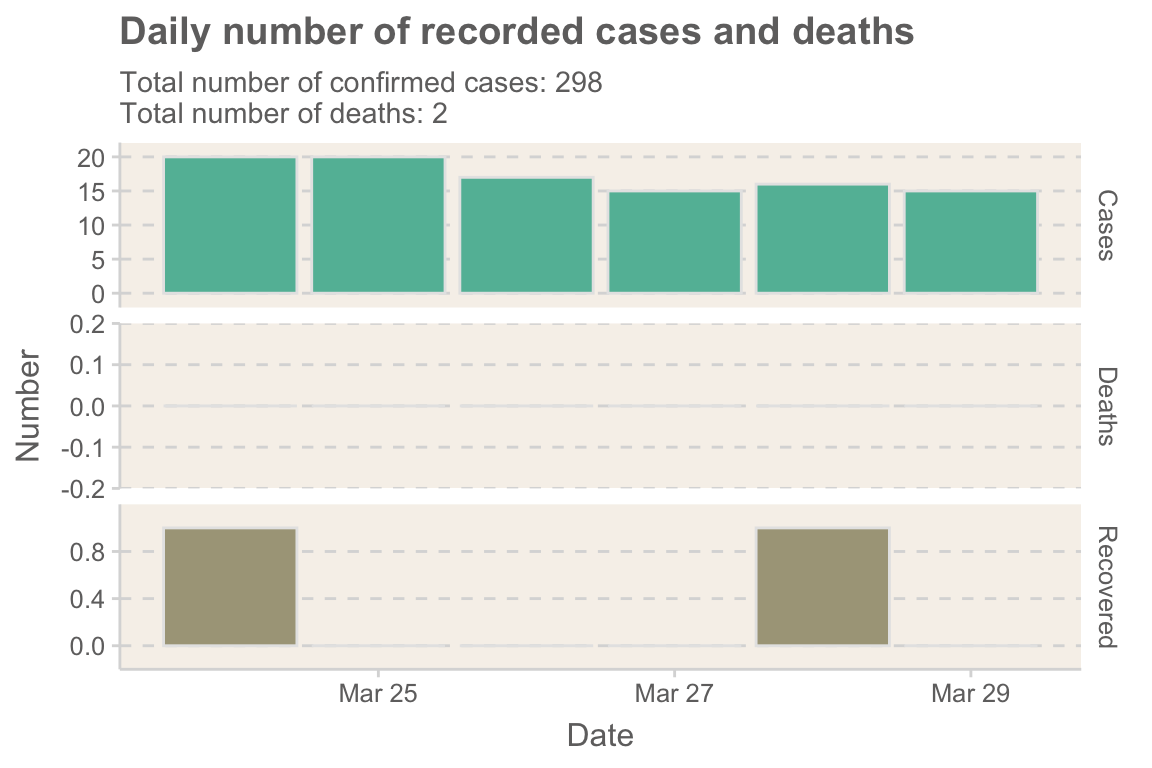 Daily number of recorded cases and deaths
Total number of confirmed cases: 298
Total number of deaths: 2
20
15
10
5
0
Cases
0.2
0.1
0.0
-0.1
-0.2
Deaths
Number
0.8
0.4
0.0
Recovered
Mar 25 Mar 27 Mar 29
Date